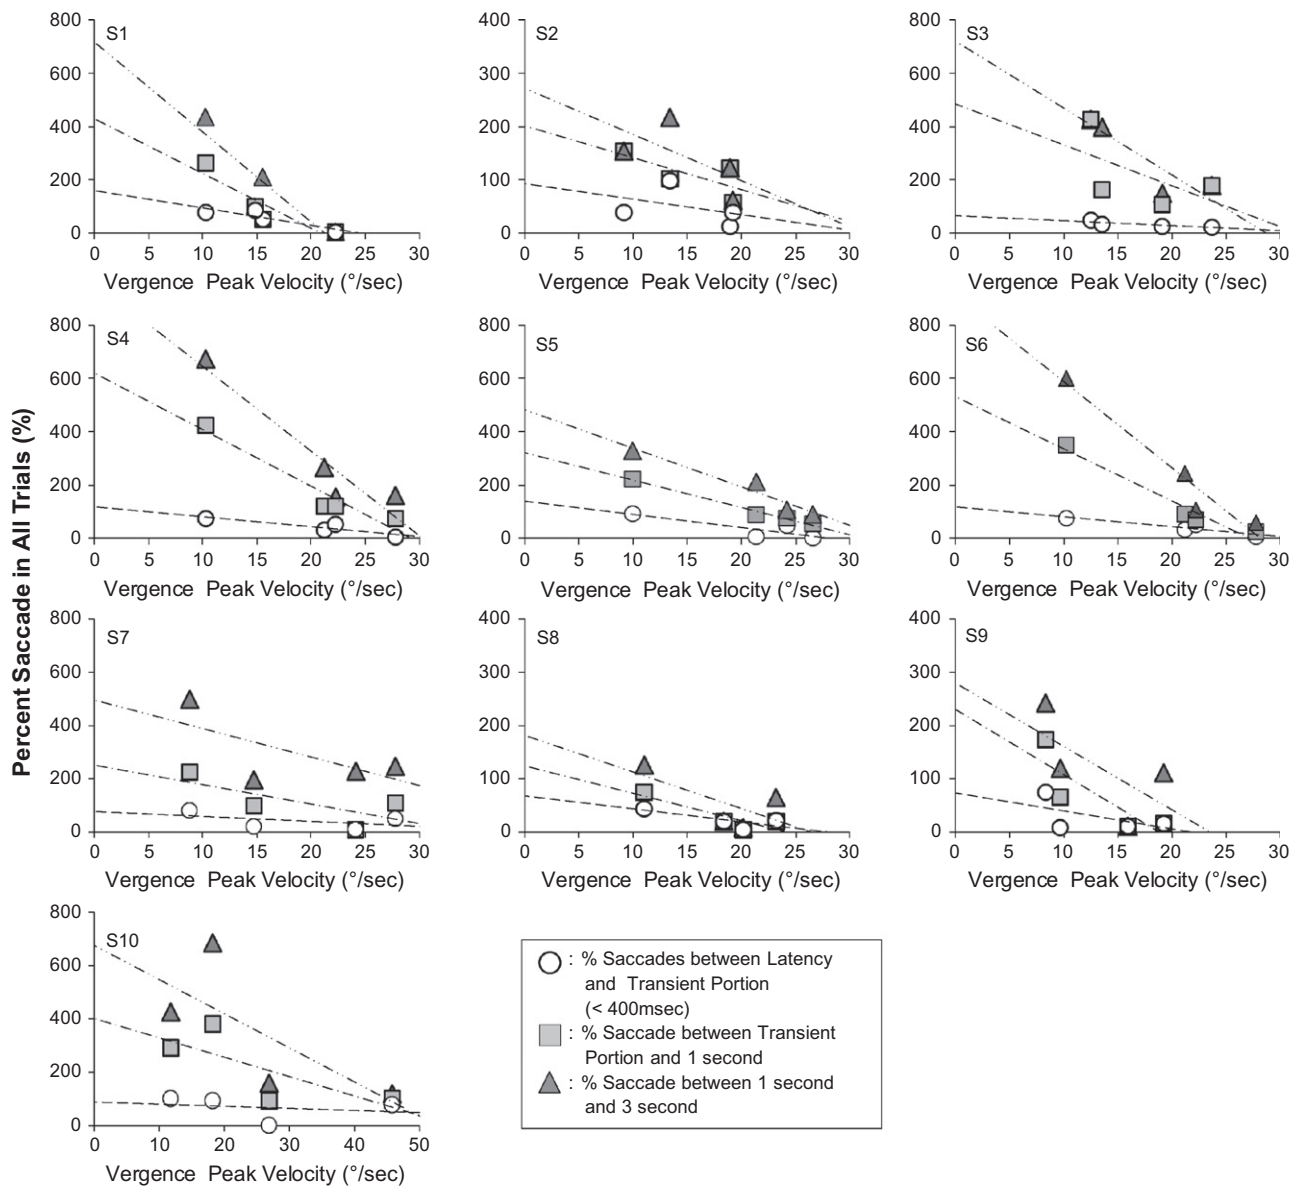 Percent Saccade in All Trials (%)
S1
800
600
400
200
0
0 5 10 15 20 25 30
Vergence Peak Velocity (°/sec)
S2
400
300
200
100
0
0 5 10 15 20 25 30
Vergence Peak Velocity (°/sec)
S3
800
600
400
200
0
0 5 10 15 20 25 30
Vergence Peak Velocity (°/sec)
S4
800
600
400
200
0
0 5 10 15 20 25 30
Vergence Peak Velocity (°/sec)
S5
800
600
400
200
0
0 5 10 15 20 25 30
Vergence Peak Velocity (°/sec)
S6
800
600
400
200
0
0 5 10 15 20 25 30
Vergence Peak Velocity (°/sec)
S7
800
600
400
200
0
0 5 10 15 20 25 30
Vergence Peak Velocity (°/sec)
S8
400
300
200
100
0
0 5 10 15 20 25 30
Vergence Peak Velocity (°/sec)
S9
400
300
200
100
0
0 5 10 15 20 25 30
Vergence Peak Velocity (°/sec)
S10
800
600
400
200
0
0 10 20 30 40 50
Vergence Peak Velocity (°/sec)
: % Saccades between Latency
and Transient Portion
(< 400msec)
: % Saccade between Transient
Portion and 1 second
: % Saccade between 1 second
and 3 second